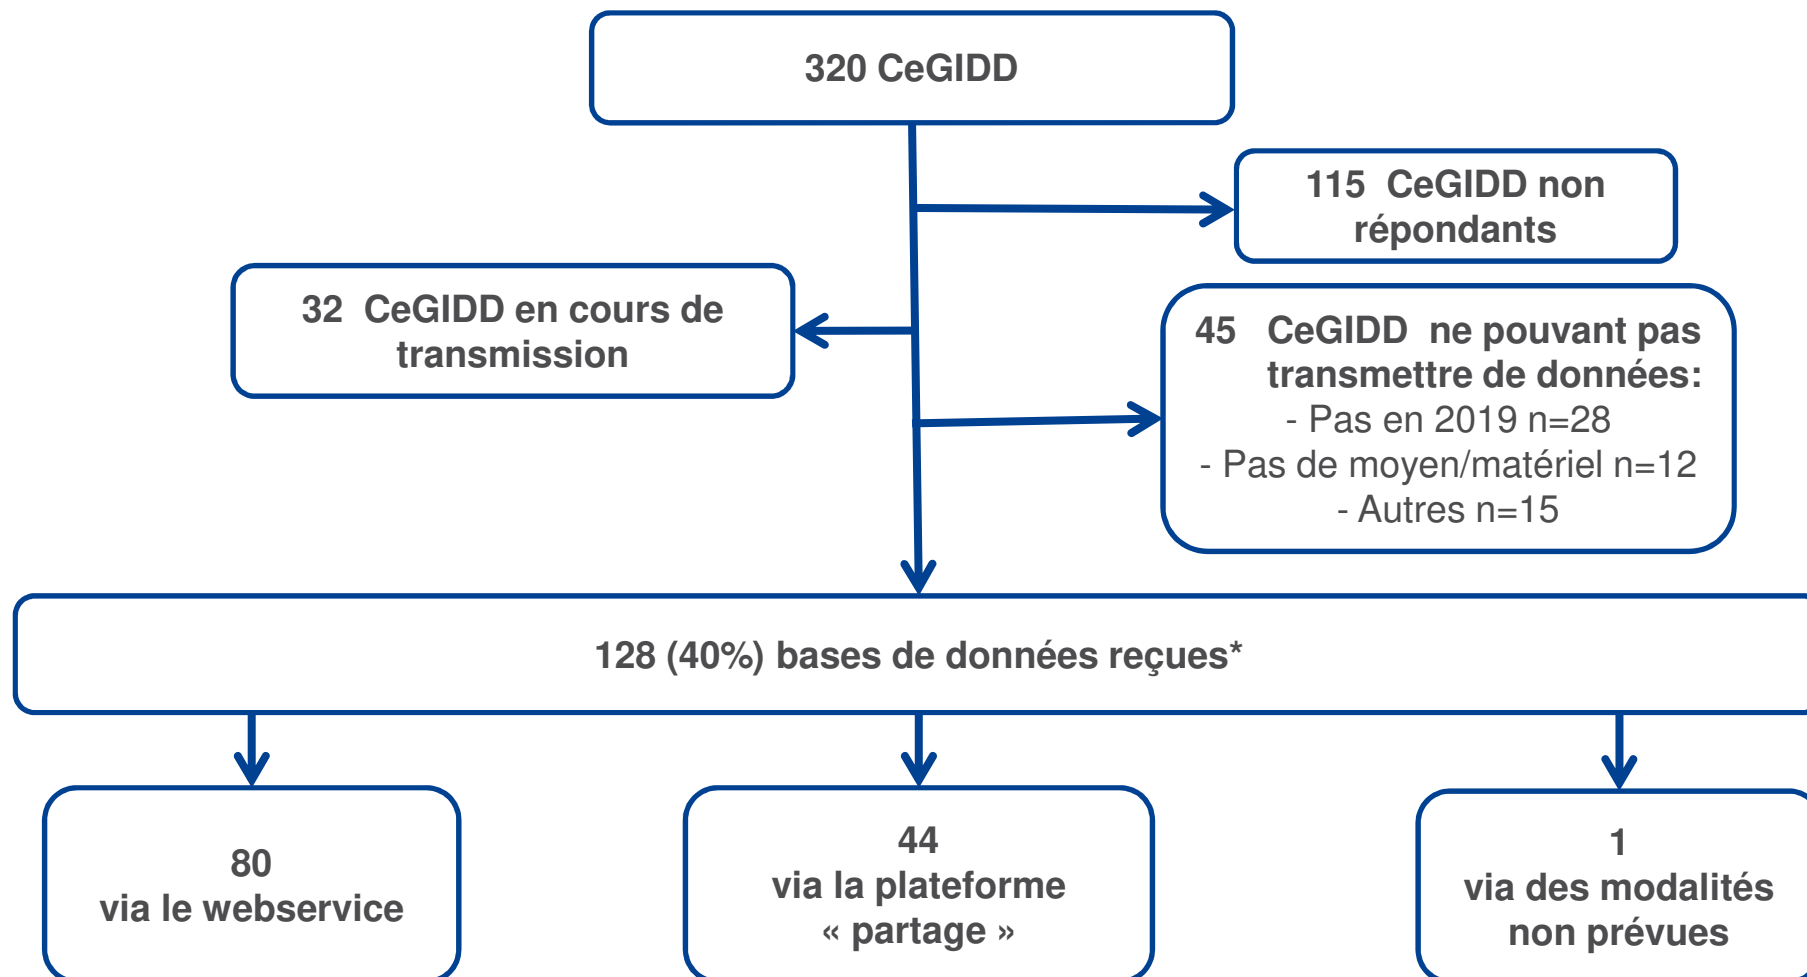 320 CeGIDD
115 CeGIDD non
répondants
32 CeGIDD en cours de
transmission
45 CeGIDD ne pouvant pas
transmettre de données:
- Pas en 2019 n=28
- Pas de moyen/matériel n=12
- Autres n=15
128 (40%) bases de données reçues*
80
via le webservice
44
via la plateforme
« partage »
1
via des modalités
non prévues